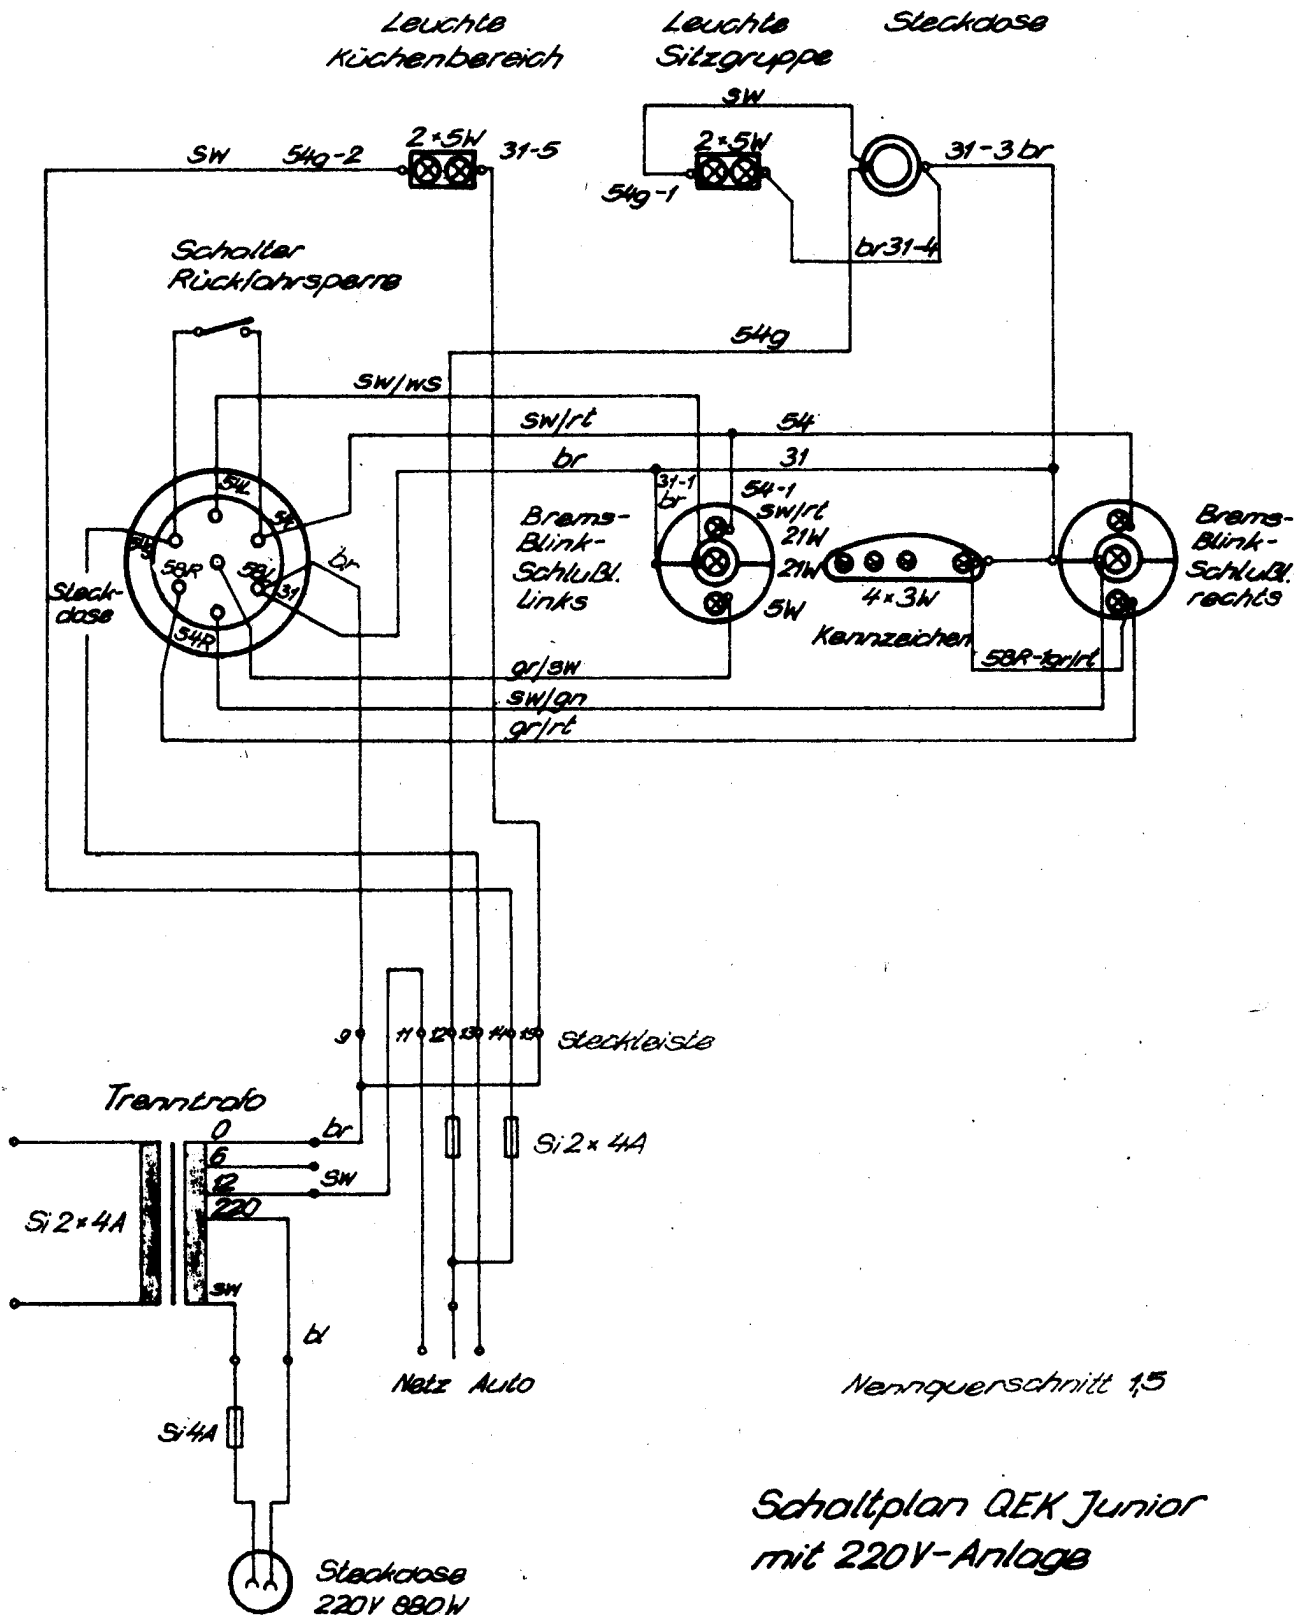 Leuchte
Küchenbereich
Leuchte
Sitzgruppe
Steckdose
sw
sw
54g-2
2×5W
31-5
2×5W
54g-1
31-3 br
br 31-4
Schalter
Rückfahrsperre
54g
sw/ws
sw/rt
54
br
31
31-1
br
54-1
sw/rt
21W
21W
5W
Brems-
Blink-
Schlußl.
links
54L
54
54g
58R
58L
31
54R
br
Steck-
dose
4×3W
Kennzeichen
58R-1gr/rt
Brems-
Blink-
Schlußl.
rechts
gr/sw
sw/gn
gr/rt
9
11
12
13
14
15
Steckleiste
Trenntrafo
0
6
12
220
br
sw
Si 2×4A
Si 2×4A
sw
bl
Netz
Auto
Si 4A
Nennquerschnitt 1,5
Steckdose
220V 880W
Schaltplan QEK Junior
mit 220V-Anlage